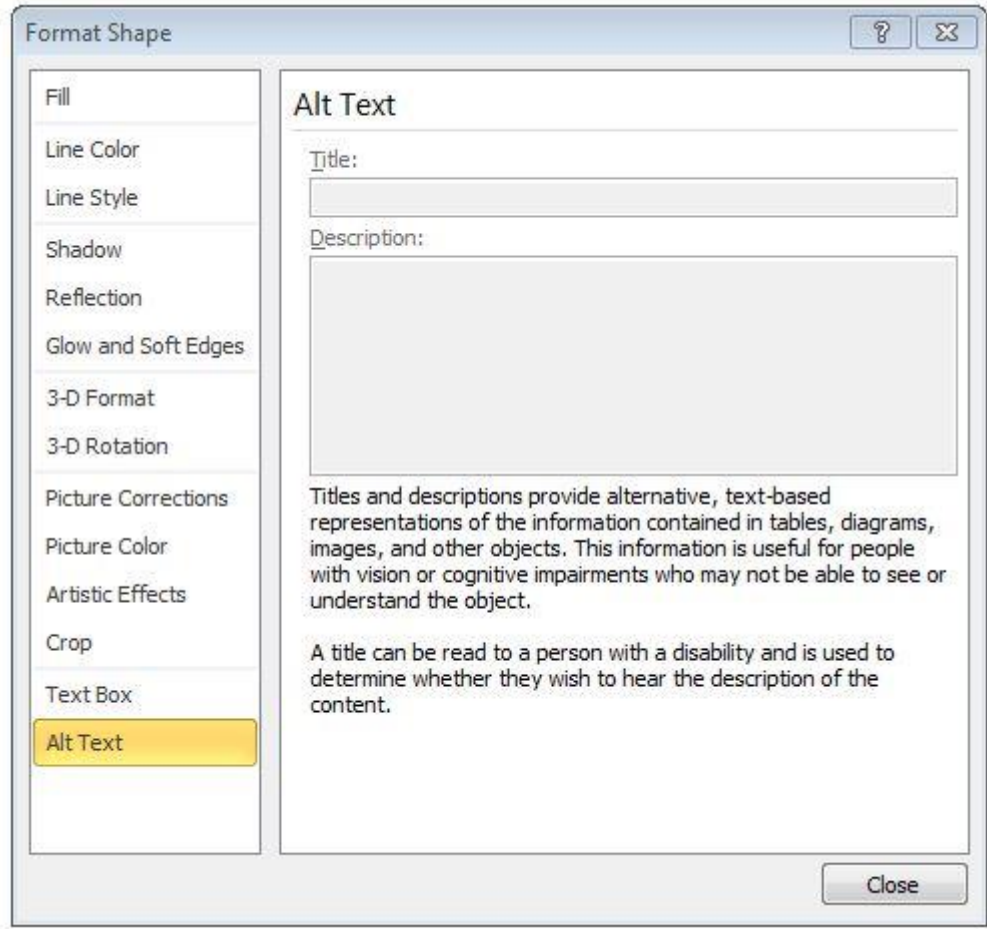 Format Shape
Fill
Line Color
Line Style
Shadow
Reflection
Glow and Soft Edges
3-D Format
3-D Rotation
Picture Corrections
Picture Color
Artistic Effects
Crop
Text Box
Alt Text
Alt Text
Title:
Description:
Titles and descriptions provide alternative, text-based
representations of the information contained in tables, diagrams,
images, and other objects. This information is useful for people
with vision or cognitive impairments who may not be able to see or
understand the object.
A title can be read to a person with a disability and is used to
determine whether they wish to hear the description of the
content.
Close